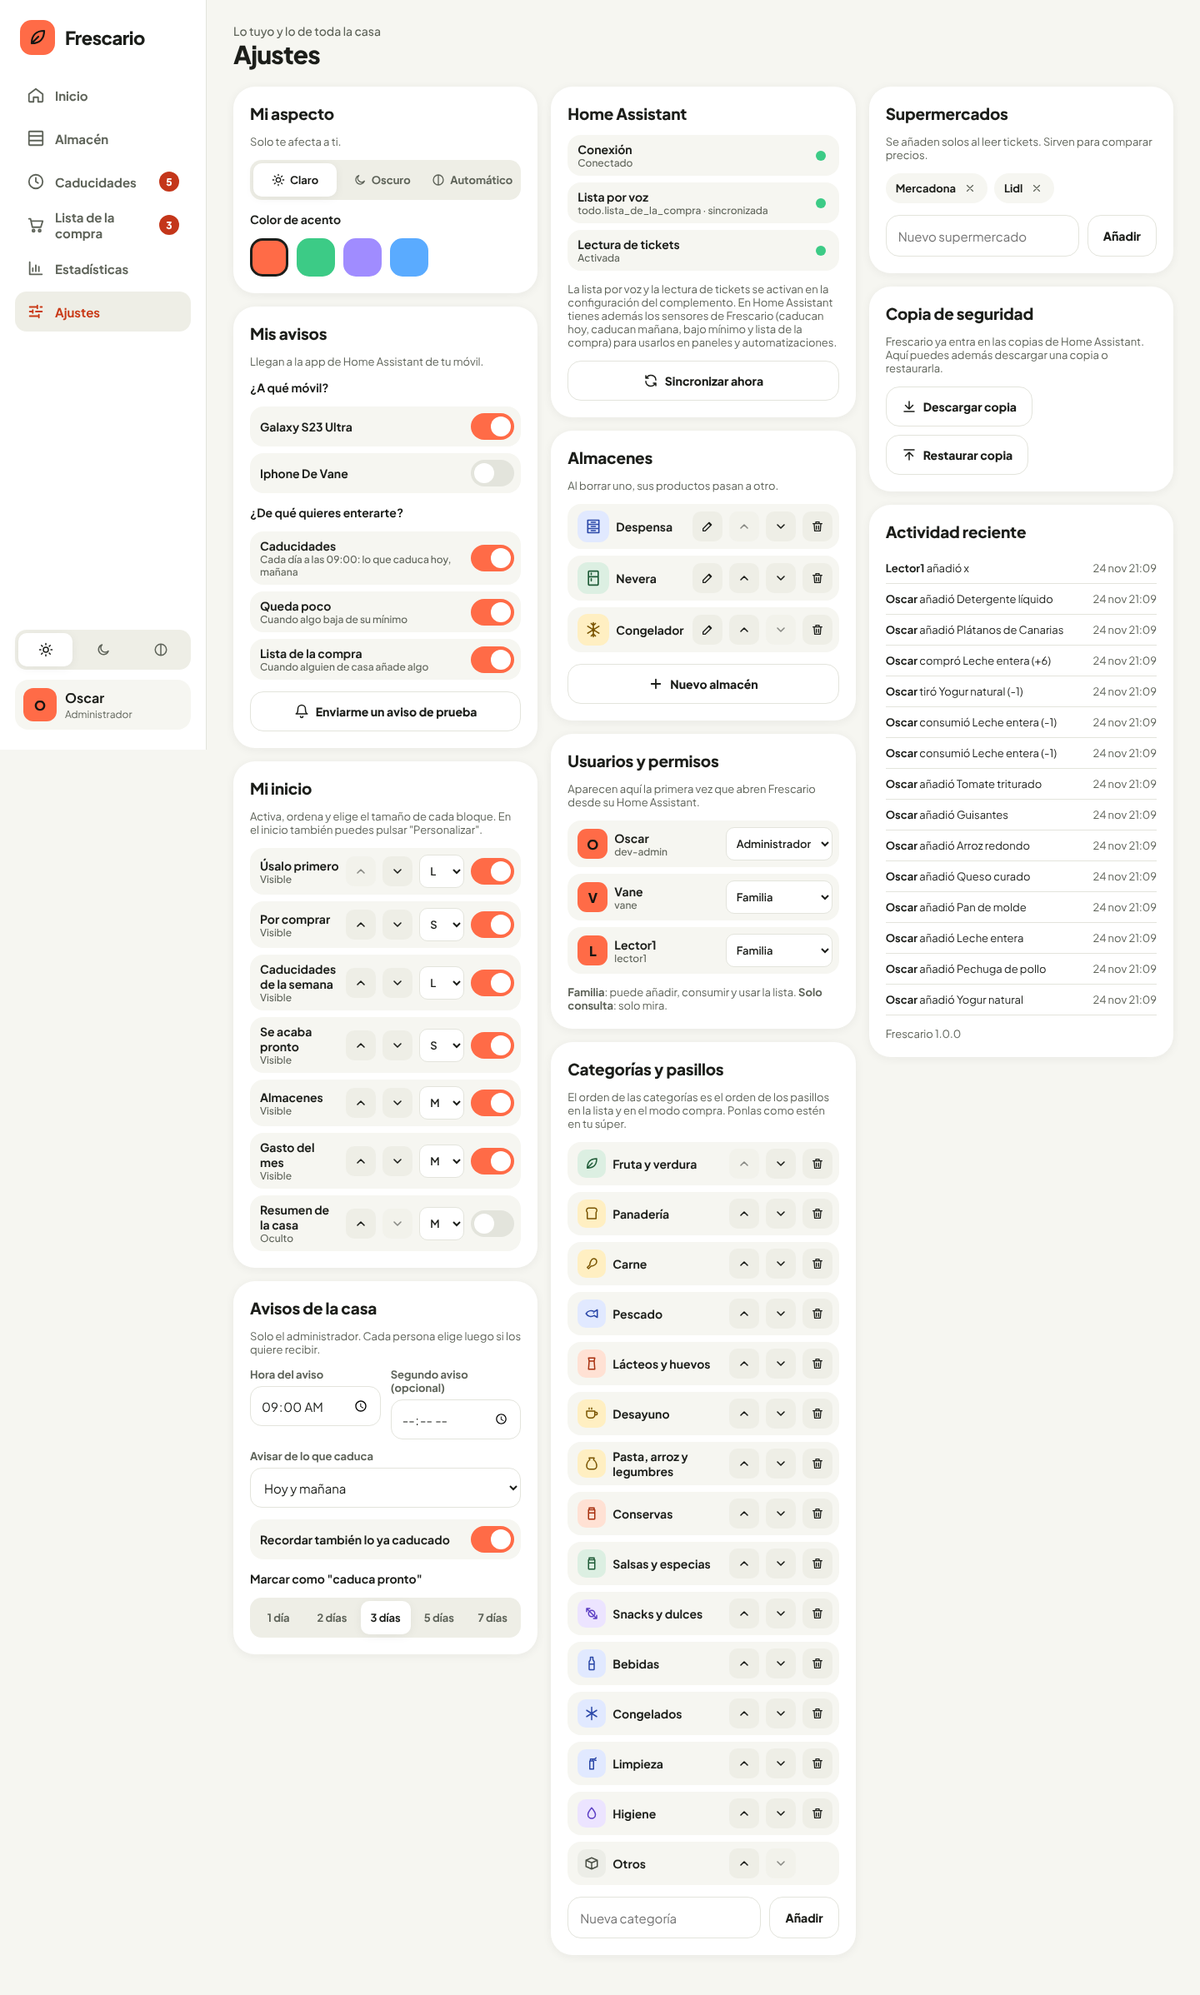 Frescario
Inicio
Almacén
Caducidades
5
Lista de la
compra
3
Estadísticas
Ajustes
O
Oscar
Administrador
Lo tuyo y lo de toda la casa
Ajustes
Mi aspecto
Solo te afecta a ti.
Claro
Oscuro
Automático
Color de acento
Mis avisos
Llegan a la app de Home Assistant de tu móvil.
¿A qué móvil?
Galaxy S23 Ultra
Iphone De Vane
¿De qué quieres enterarte?
Caducidades
Cada día a las 09:00: lo que caduca hoy,
mañana
Queda poco
Cuando algo baja de su mínimo
Lista de la compra
Cuando alguien de casa añade algo
Enviarme un aviso de prueba
Mi inicio
Activa, ordena y elige el tamaño de cada bloque. En
el inicio también puedes pulsar "Personalizar".
Úsalo primero
Visible
L
Por comprar
Visible
S
Caducidades
de la semana
Visible
L
Se acaba
pronto
Visible
S
Almacenes
Visible
M
Gasto del
mes
Visible
M
Resumen de
la casa
Oculto
M
Avisos de la casa
Solo el administrador. Cada persona elige luego si los
quiere recibir.
Hora del aviso
09:00 AM
Segundo aviso
(opcional)
--:-- --
Avisar de lo que caduca
Hoy y mañana
Recordar también lo ya caducado
Marcar como "caduca pronto"
1 día
2 días
3 días
5 días
7 días
Home Assistant
Conexión
Conectado
Lista por voz
todo.lista_de_la_compra · sincronizada
Lectura de tickets
Activada
La lista por voz y la lectura de tickets se activan en la
configuración del complemento. En Home Assistant
tienes además los sensores de Frescario (caducan
hoy, caducan mañana, bajo mínimo y lista de la
compra) para usarlos en paneles y automatizaciones.
Sincronizar ahora
Almacenes
Al borrar uno, sus productos pasan a otro.
Despensa
Nevera
Congelador
Nuevo almacén
Usuarios y permisos
Aparecen aquí la primera vez que abren Frescario
desde su Home Assistant.
O
Oscar
dev-admin
Administrador
V
Vane
vane
Familia
L
Lector1
lector1
Familia
Familia: puede añadir, consumir y usar la lista. Solo
consulta: solo mira.
Categorías y pasillos
El orden de las categorías es el orden de los pasillos
en la lista y en el modo compra. Ponlas como estén
en tu súper.
Fruta y verdura
Panadería
Carne
Pescado
Lácteos y huevos
Desayuno
Pasta, arroz y
legumbres
Conservas
Salsas y especias
Snacks y dulces
Bebidas
Congelados
Limpieza
Higiene
Otros
Nueva categoría
Añadir
Supermercados
Se añaden solos al leer tickets. Sirven para comparar
precios.
Mercadona
Lidl
Nuevo supermercado
Añadir
Copia de seguridad
Frescario ya entra en las copias de Home Assistant.
Aquí puedes además descargar una copia o
restaurarla.
Descargar copia
Restaurar copia
Actividad reciente
Lector1 añadió x 24 nov 21:09
Oscar añadió Detergente líquido 24 nov 21:09
Oscar añadió Plátanos de Canarias 24 nov 21:09
Oscar compró Leche entera (+6) 24 nov 21:09
Oscar tiró Yogur natural (-1) 24 nov 21:09
Oscar consumió Leche entera (-1) 24 nov 21:09
Oscar consumió Leche entera (-1) 24 nov 21:09
Oscar añadió Tomate triturado 24 nov 21:09
Oscar añadió Guisantes 24 nov 21:09
Oscar añadió Arroz redondo 24 nov 21:09
Oscar añadió Queso curado 24 nov 21:09
Oscar añadió Pan de molde 24 nov 21:09
Oscar añadió Leche entera 24 nov 21:09
Oscar añadió Pechuga de pollo 24 nov 21:09
Oscar añadió Yogur natural 24 nov 21:09
Frescario 1.0.0